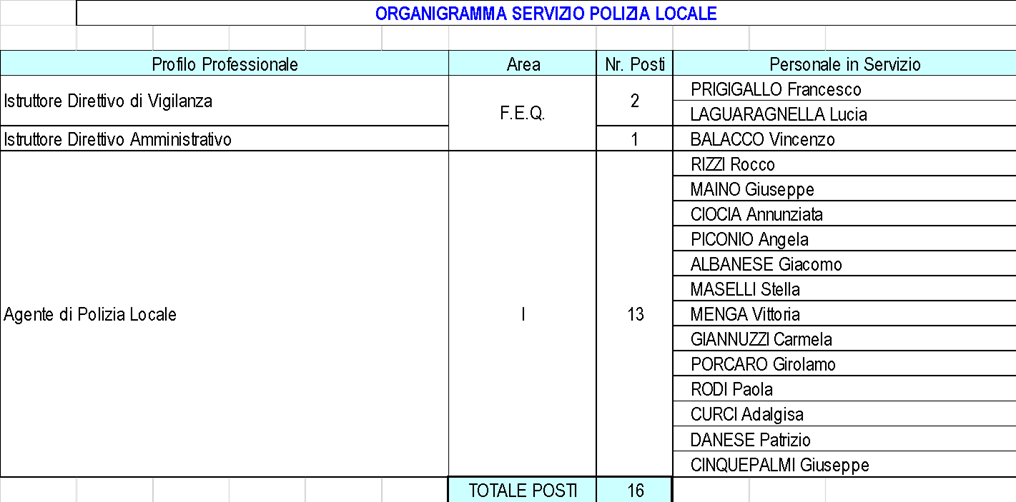 ORGANIGRAMMA SERVIZIO POLIZIA LOCALE
Profilo Professionale Area Nr. Posti Personale in Servizio
Istruttore Direttivo di Vigilanza F.E.Q. 2 PRIGIGALLO Francesco
LAGUARAGNELLA Lucia
Istruttore Direttivo Amministrativo 1 BALACCO Vincenzo
Agente di Polizia Locale I 13 RIZZI Rocco
MAINO Giuseppe
CIOCIA Annunziata
PICONIO Angela
ALBANESE Giacomo
MASELLI Stella
MENGA Vittoria
GIANNUZZI Carmela
PORCARO Girolamo
RODI Paola
CURCI Adalgisa
DANESE Patrizio
CINQUEPALMI Giuseppe
TOTALE POSTI 16